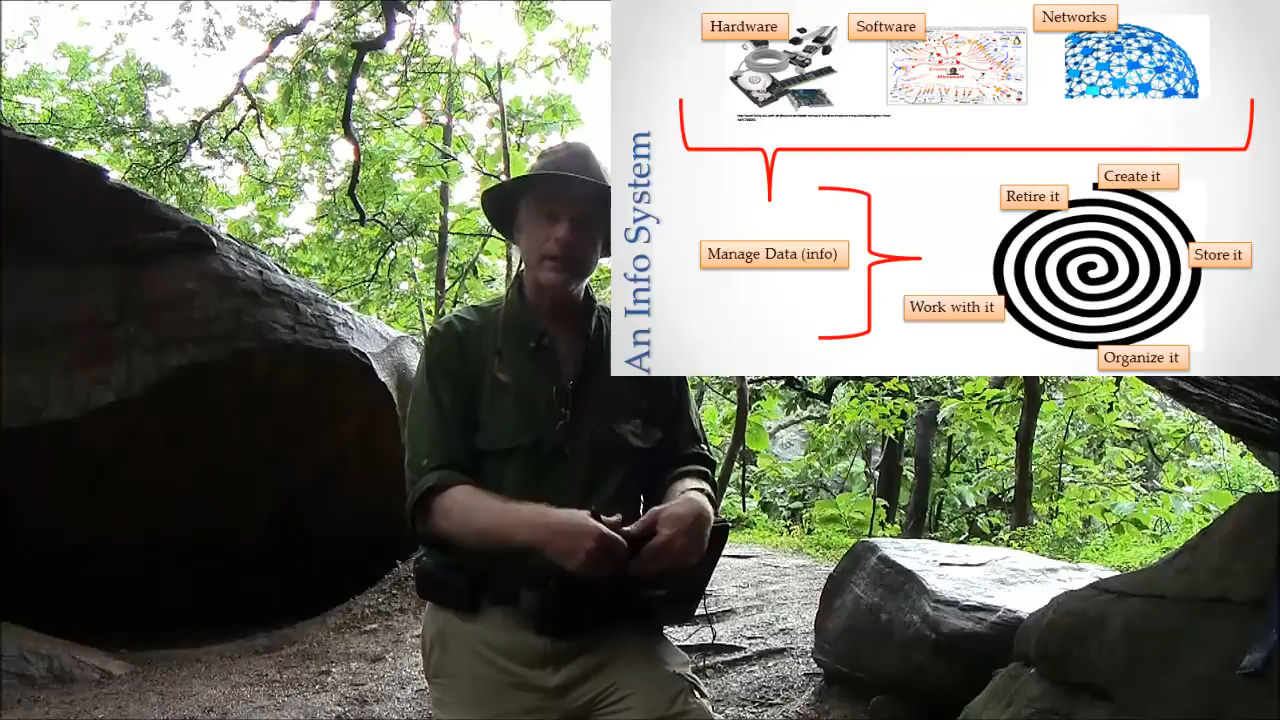 Hardware
Software
Networks
An Info System
Create it
Retire it
Manage Data (info)
Store it
Work with it
Organize it